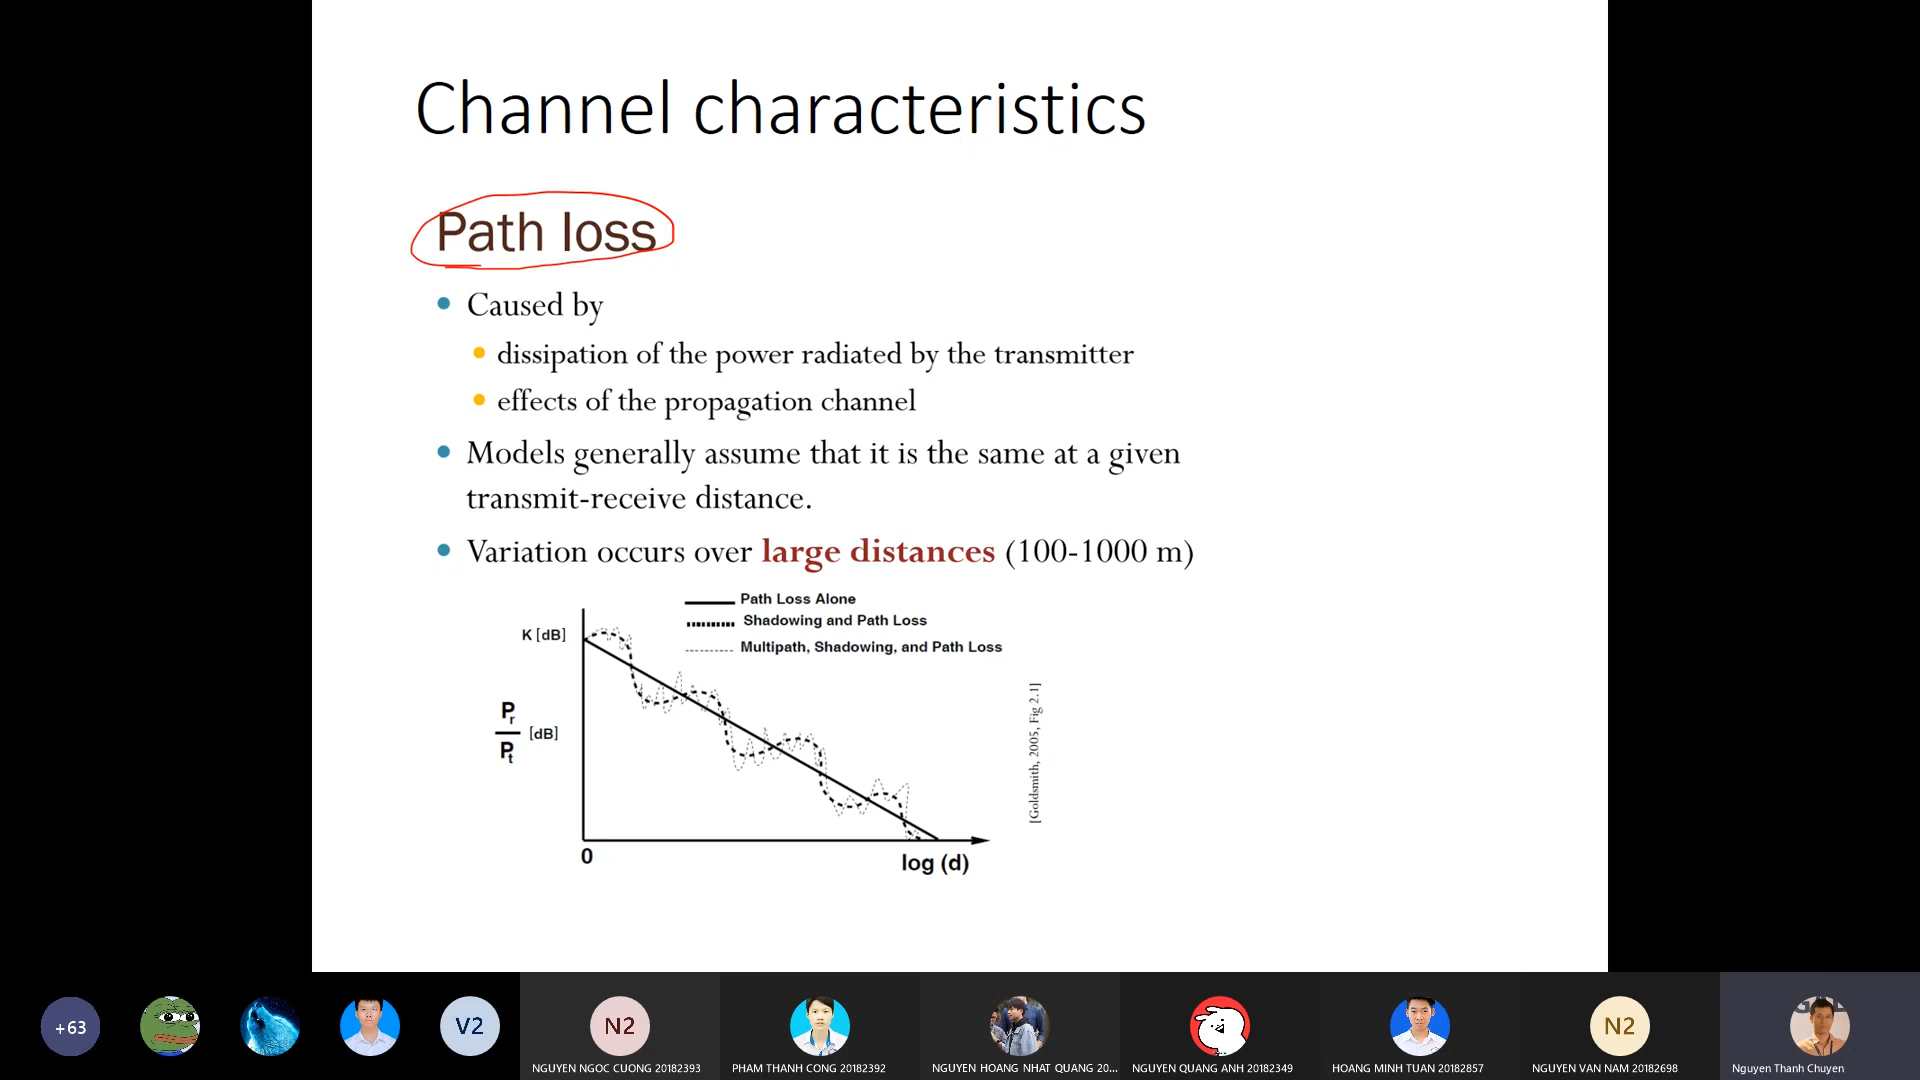 Channel characteristics
Path loss
Caused by
dissipation of the power radiated by the transmitter
effects of the propagation channel
Models generally assume that it is the same at a given
transmit-receive distance.
Variation occurs over large distances (100-1000 m)
Path Loss Alone
Shadowing and Path Loss
Multipath, Shadowing, and Path Loss
K [dB]
Pr
Pt
[dB]
0
log (d)
[Goldsmith, 2005, Fig 2.1]
+63
V2
N2
NGUYEN NGOC CUONG 20182393
PHAM THANH CONG 20182392
NGUYEN HOANG NHAT QUANG 20...
NGUYEN QUANG ANH 20182349
HOANG MINH TUAN 20182857
N2
NGUYEN VAN NAM 20182698
Nguyen Thanh Chuyen